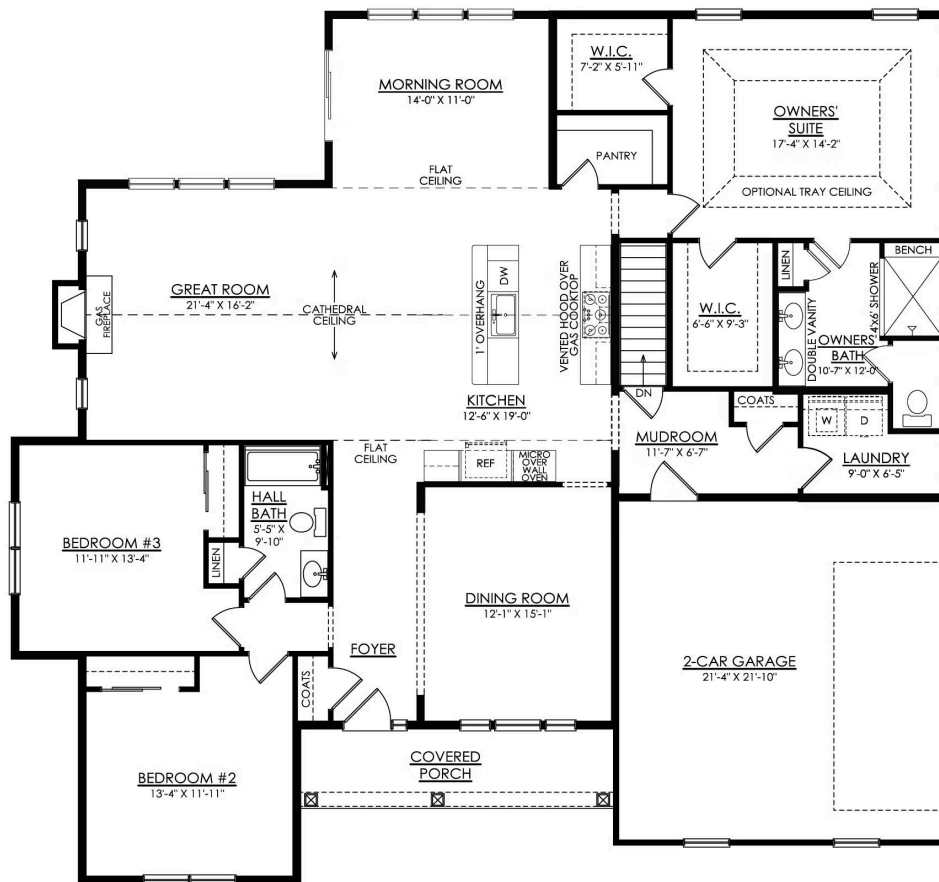 W.I.C.
7'-2" X 5'-11"
MORNING ROOM
14'-0" X 11'-0"
OWNERS'
SUITE
17'-4" X 14'-2"
PANTRY
FLAT
CEILING
OPTIONAL TRAY CEILING
GREAT ROOM
21'-4" X 16'-2"
GAS
FIREPLACE
CATHEDRAL
CEILING
1' OVERHANG
DW
VENTED HOOD OVER
GAS COOKTOP
KITCHEN
12'-6" X 19'-0"
W.I.C.
6'-6" X 9'-3"
LINEN
BENCH
4'x6' SHOWER
DOUBLE VANITY
OWNERS'
BATH
10'-7" X 12'-0"
DN
COATS
MUDROOM
11'-7" X 6'-7"
W
D
LAUNDRY
9'-0" X 6'-5"
FLAT
CEILING
REF
MICRO
OVER
WALL
OVEN
HALL
BATH
5'-5" X
9'-10"
BEDROOM #3
11'-11" X 13'-4"
LINEN
DINING ROOM
12'-1" X 15'-1"
FOYER
COATS
2-CAR GARAGE
21'-4" X 21'-10"
COVERED
PORCH
BEDROOM #2
13'-4" X 11'-11"